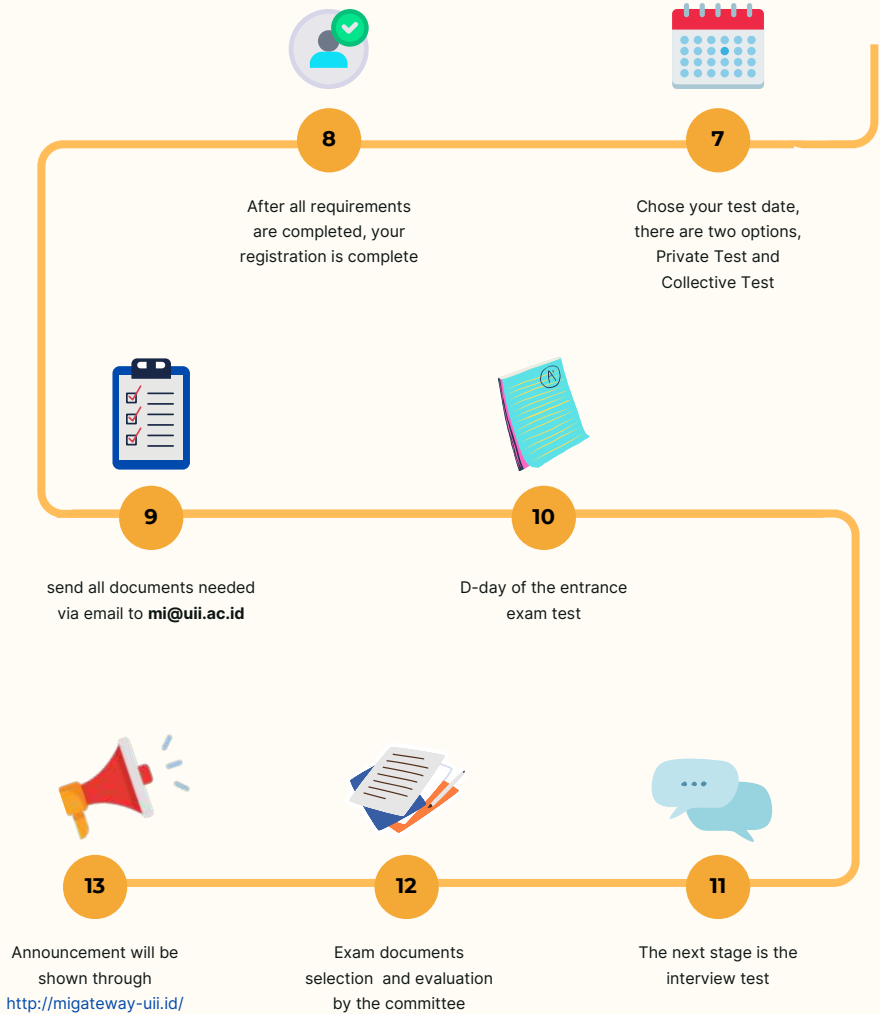 7
Chose your test date,
there are two options,
Private Test and
Collective Test
8
After all requirements
are completed, your
registration is complete
9
send all documents needed
via email to mi@uii.ac.id
10
A
D-day of the entrance
exam test
11
The next stage is the
interview test
12
Exam documents
selection and evaluation
by the committee
13
Announcement will be
shown through
http://migateway-uii.id/